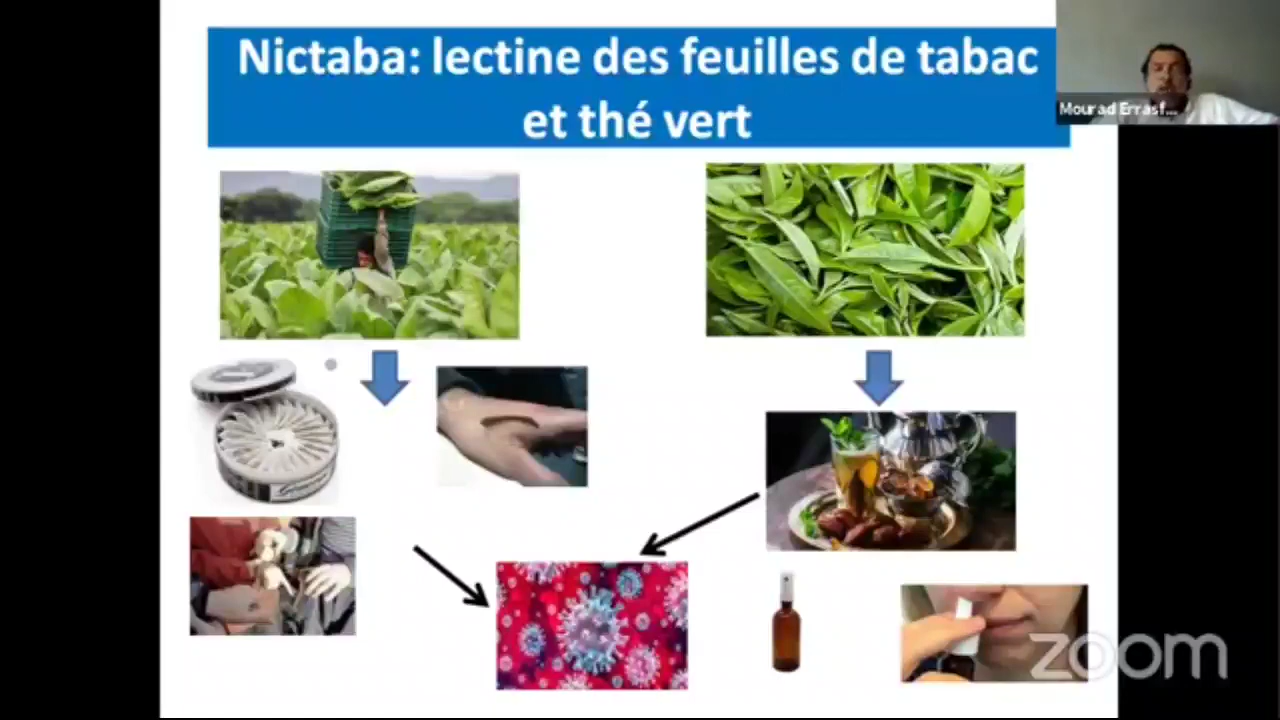 Nictaba: lectine des feuilles de tabac
et thé vert
Mourad Errasf...
zoom